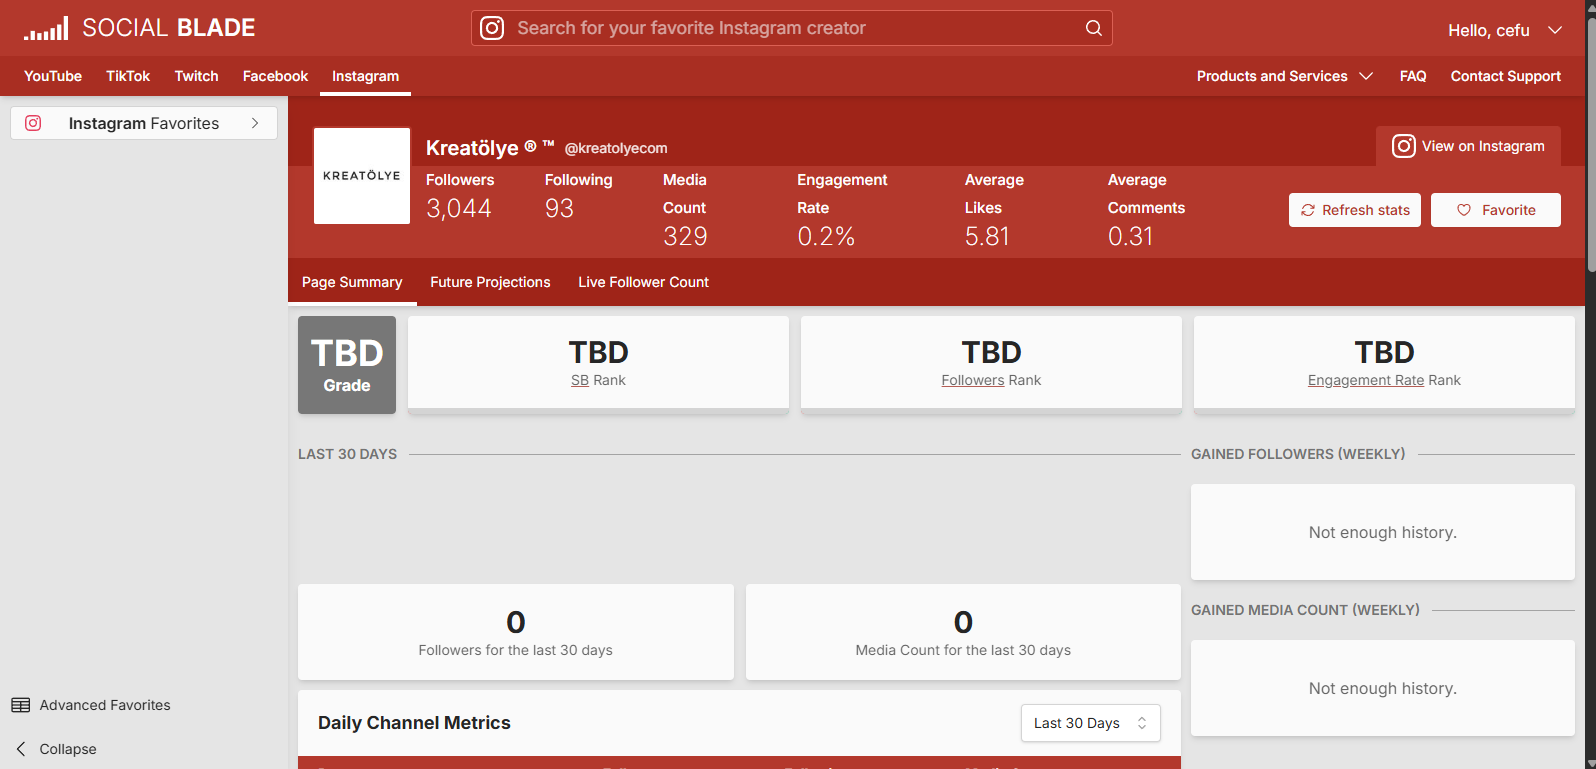 SOCIAL BLADE
Search for your favorite Instagram creator
Hello, cefu
YouTube TikTok Twitch Facebook Instagram
Products and Services FAQ Contact Support
Instagram Favorites
KREATÖLYE
Kreatölye ® ™ @kreatolyecom
View on Instagram
Followers
3,044
Following
93
Media
Count
329
Engagement
Rate
0.2%
Average
Likes
5.81
Average
Comments
0.31
Refresh stats
Favorite
Page Summary Future Projections Live Follower Count
TBD
Grade
TBD
SB Rank
TBD
Followers Rank
TBD
Engagement Rate Rank
LAST 30 DAYS
GAINED FOLLOWERS (WEEKLY)
Not enough history.
0
Followers for the last 30 days
0
Media Count for the last 30 days
GAINED MEDIA COUNT (WEEKLY)
Not enough history.
Daily Channel Metrics
Last 30 Days
Advanced Favorites
Collapse